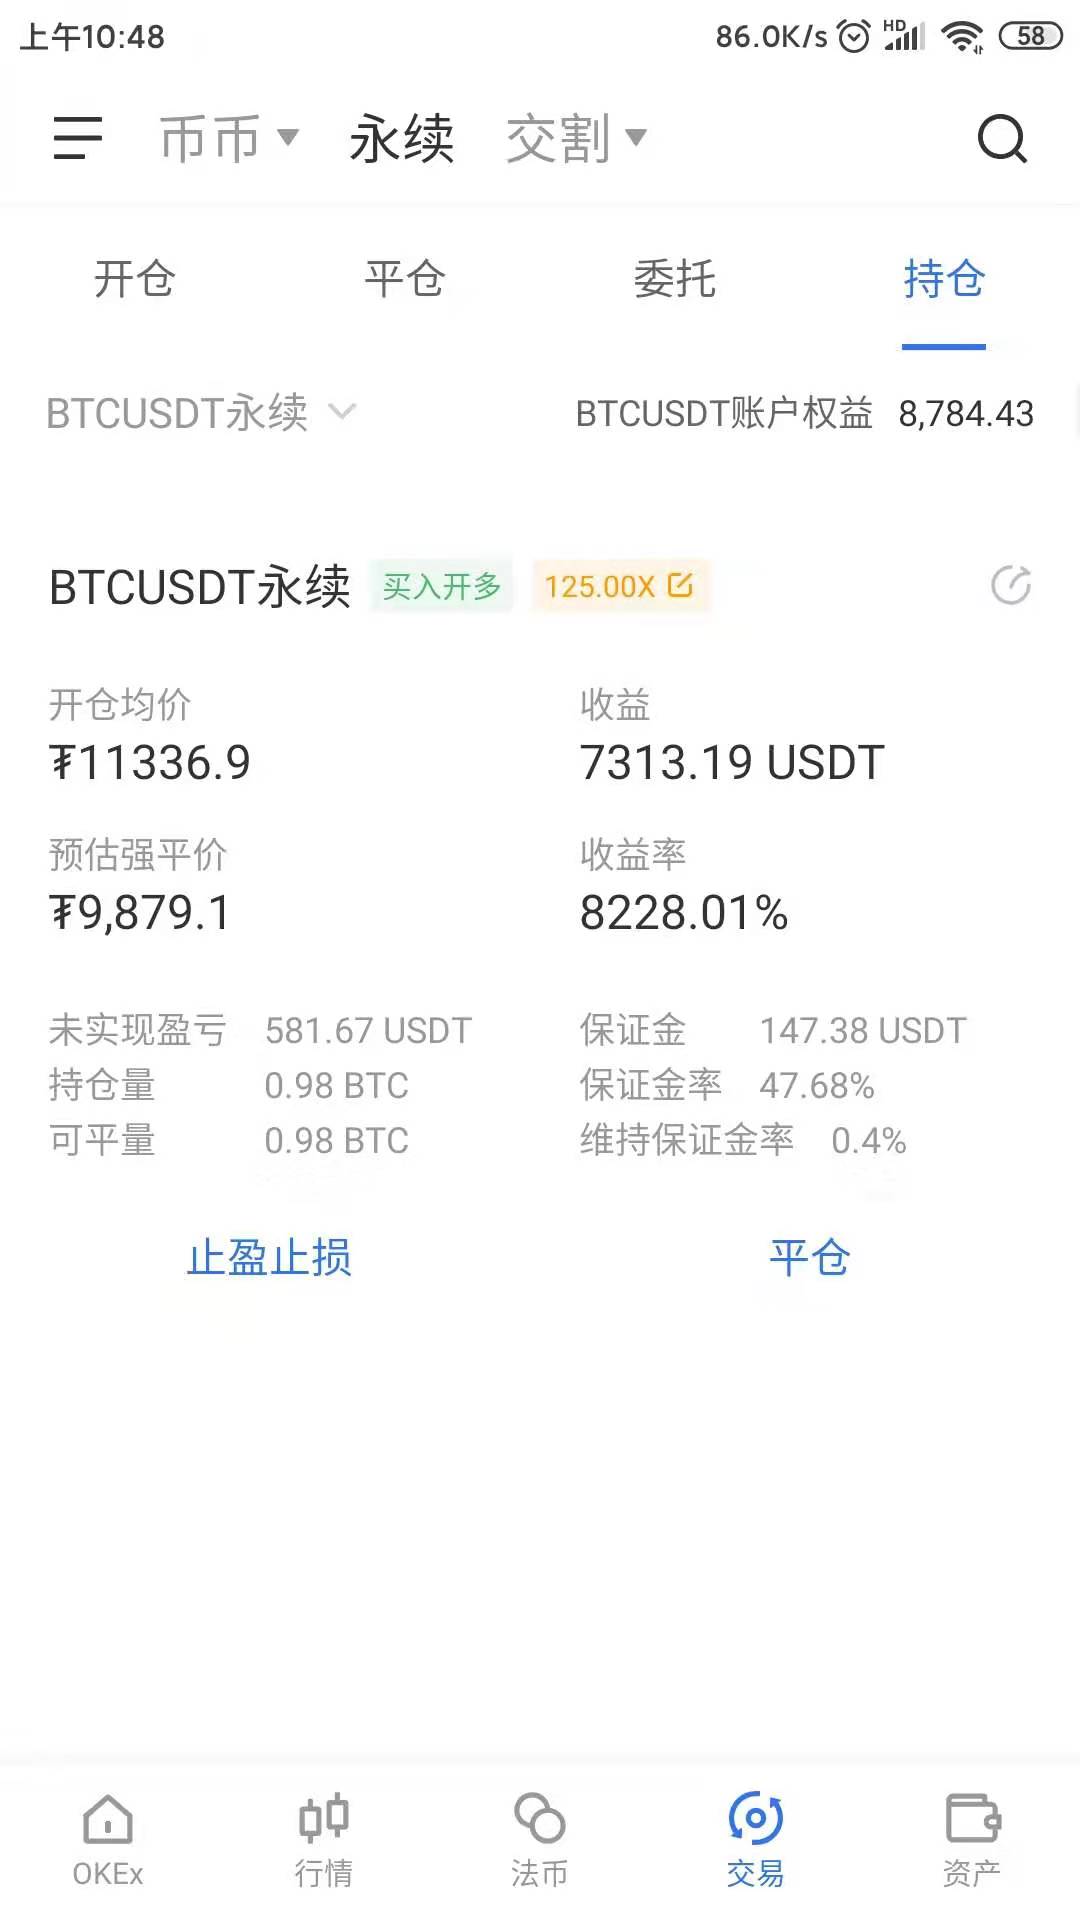 上午10:48 86.0K/s HD 58
币币 永续 交割
开仓 平仓 委托 持仓
BTCUSDT永续 BTCUSDT账户权益 8,784.43
BTCUSDT永续 买入开多 125.00X
开仓均价 收益
₮11336.9 7313.19 USDT
预估强平价 收益率
₮9,879.1 8228.01%
未实现盈亏 581.67 USDT 保证金 147.38 USDT
持仓量 0.98 BTC 保证金率 47.68%
可平量 0.98 BTC 维持保证金率 0.4%
止盈止损 平仓
OKEx 行情 法币 交易 资产